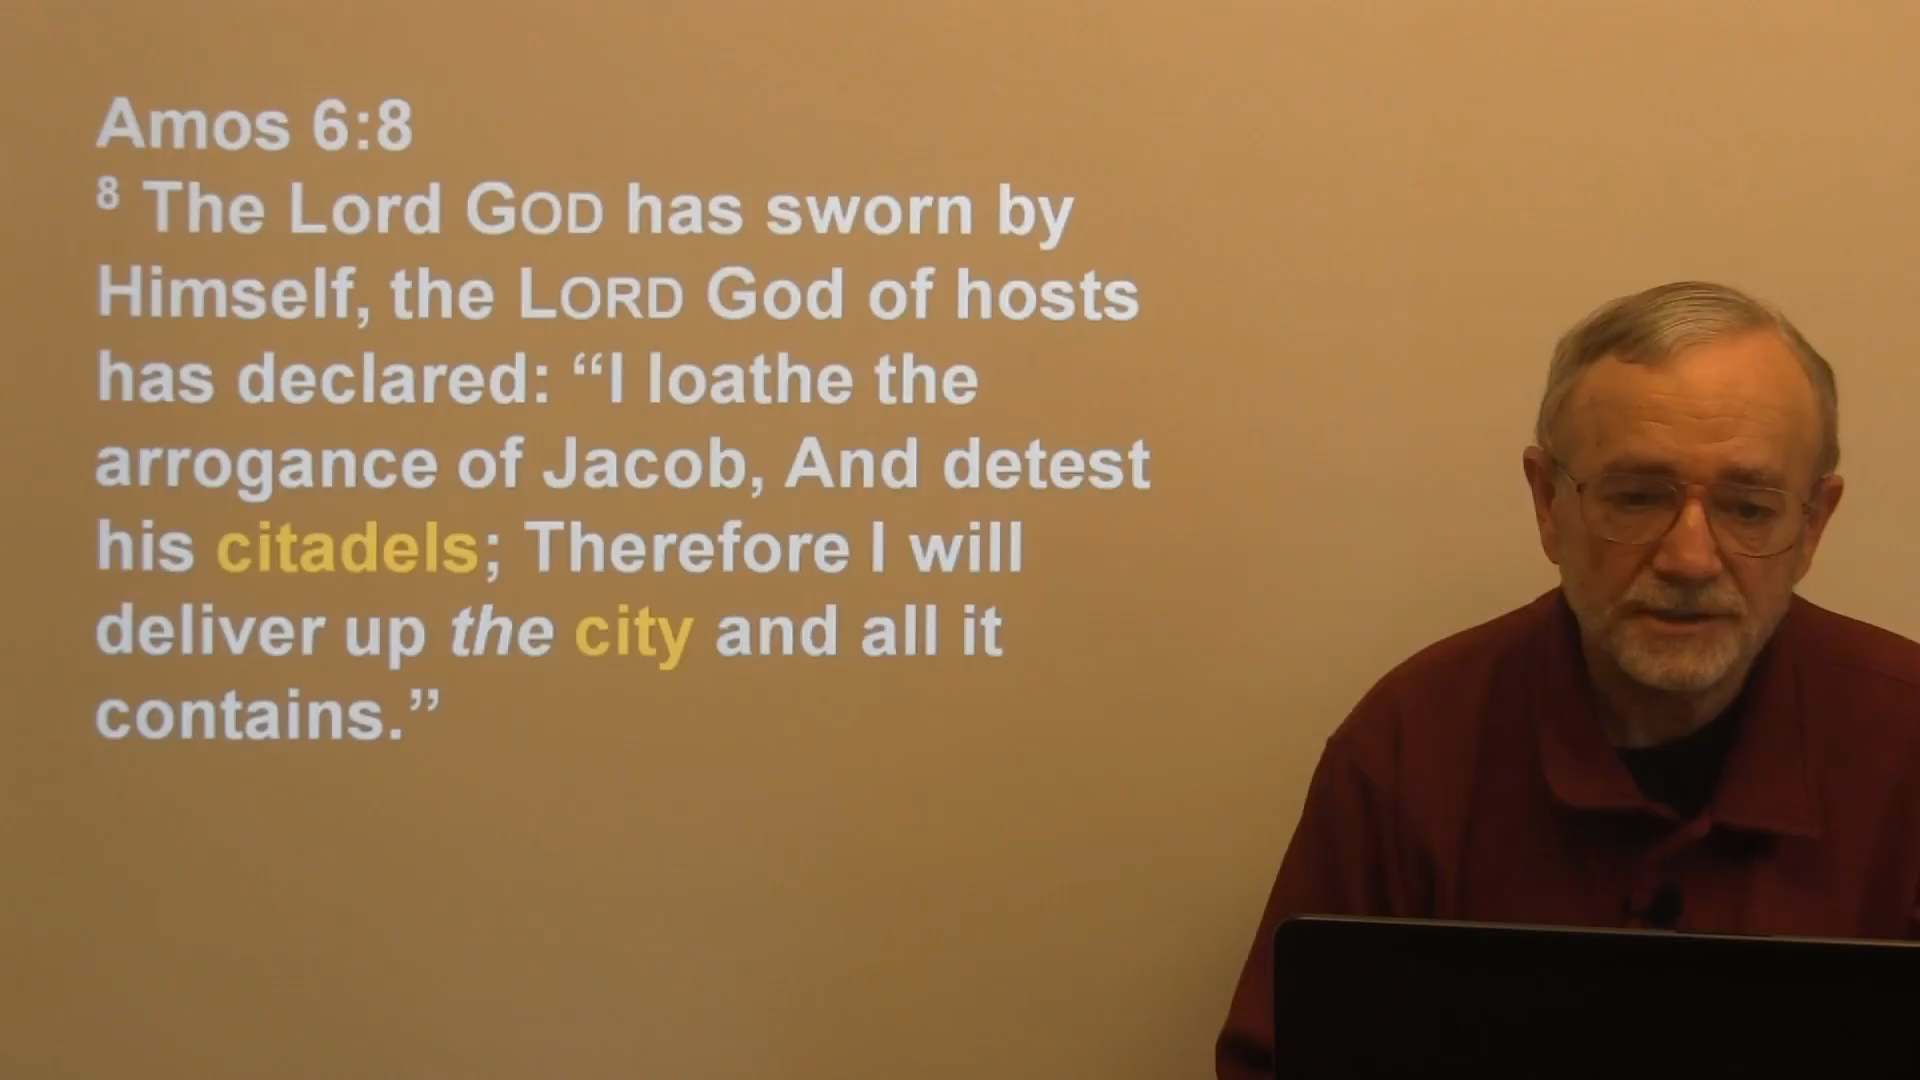 Amos 6:8
8 The Lord GOD has sworn by
Himself, the LORD God of hosts
has declared: “I loathe the
arrogance of Jacob, And detest
his citadels; Therefore I will
deliver up the city and all it
contains.”